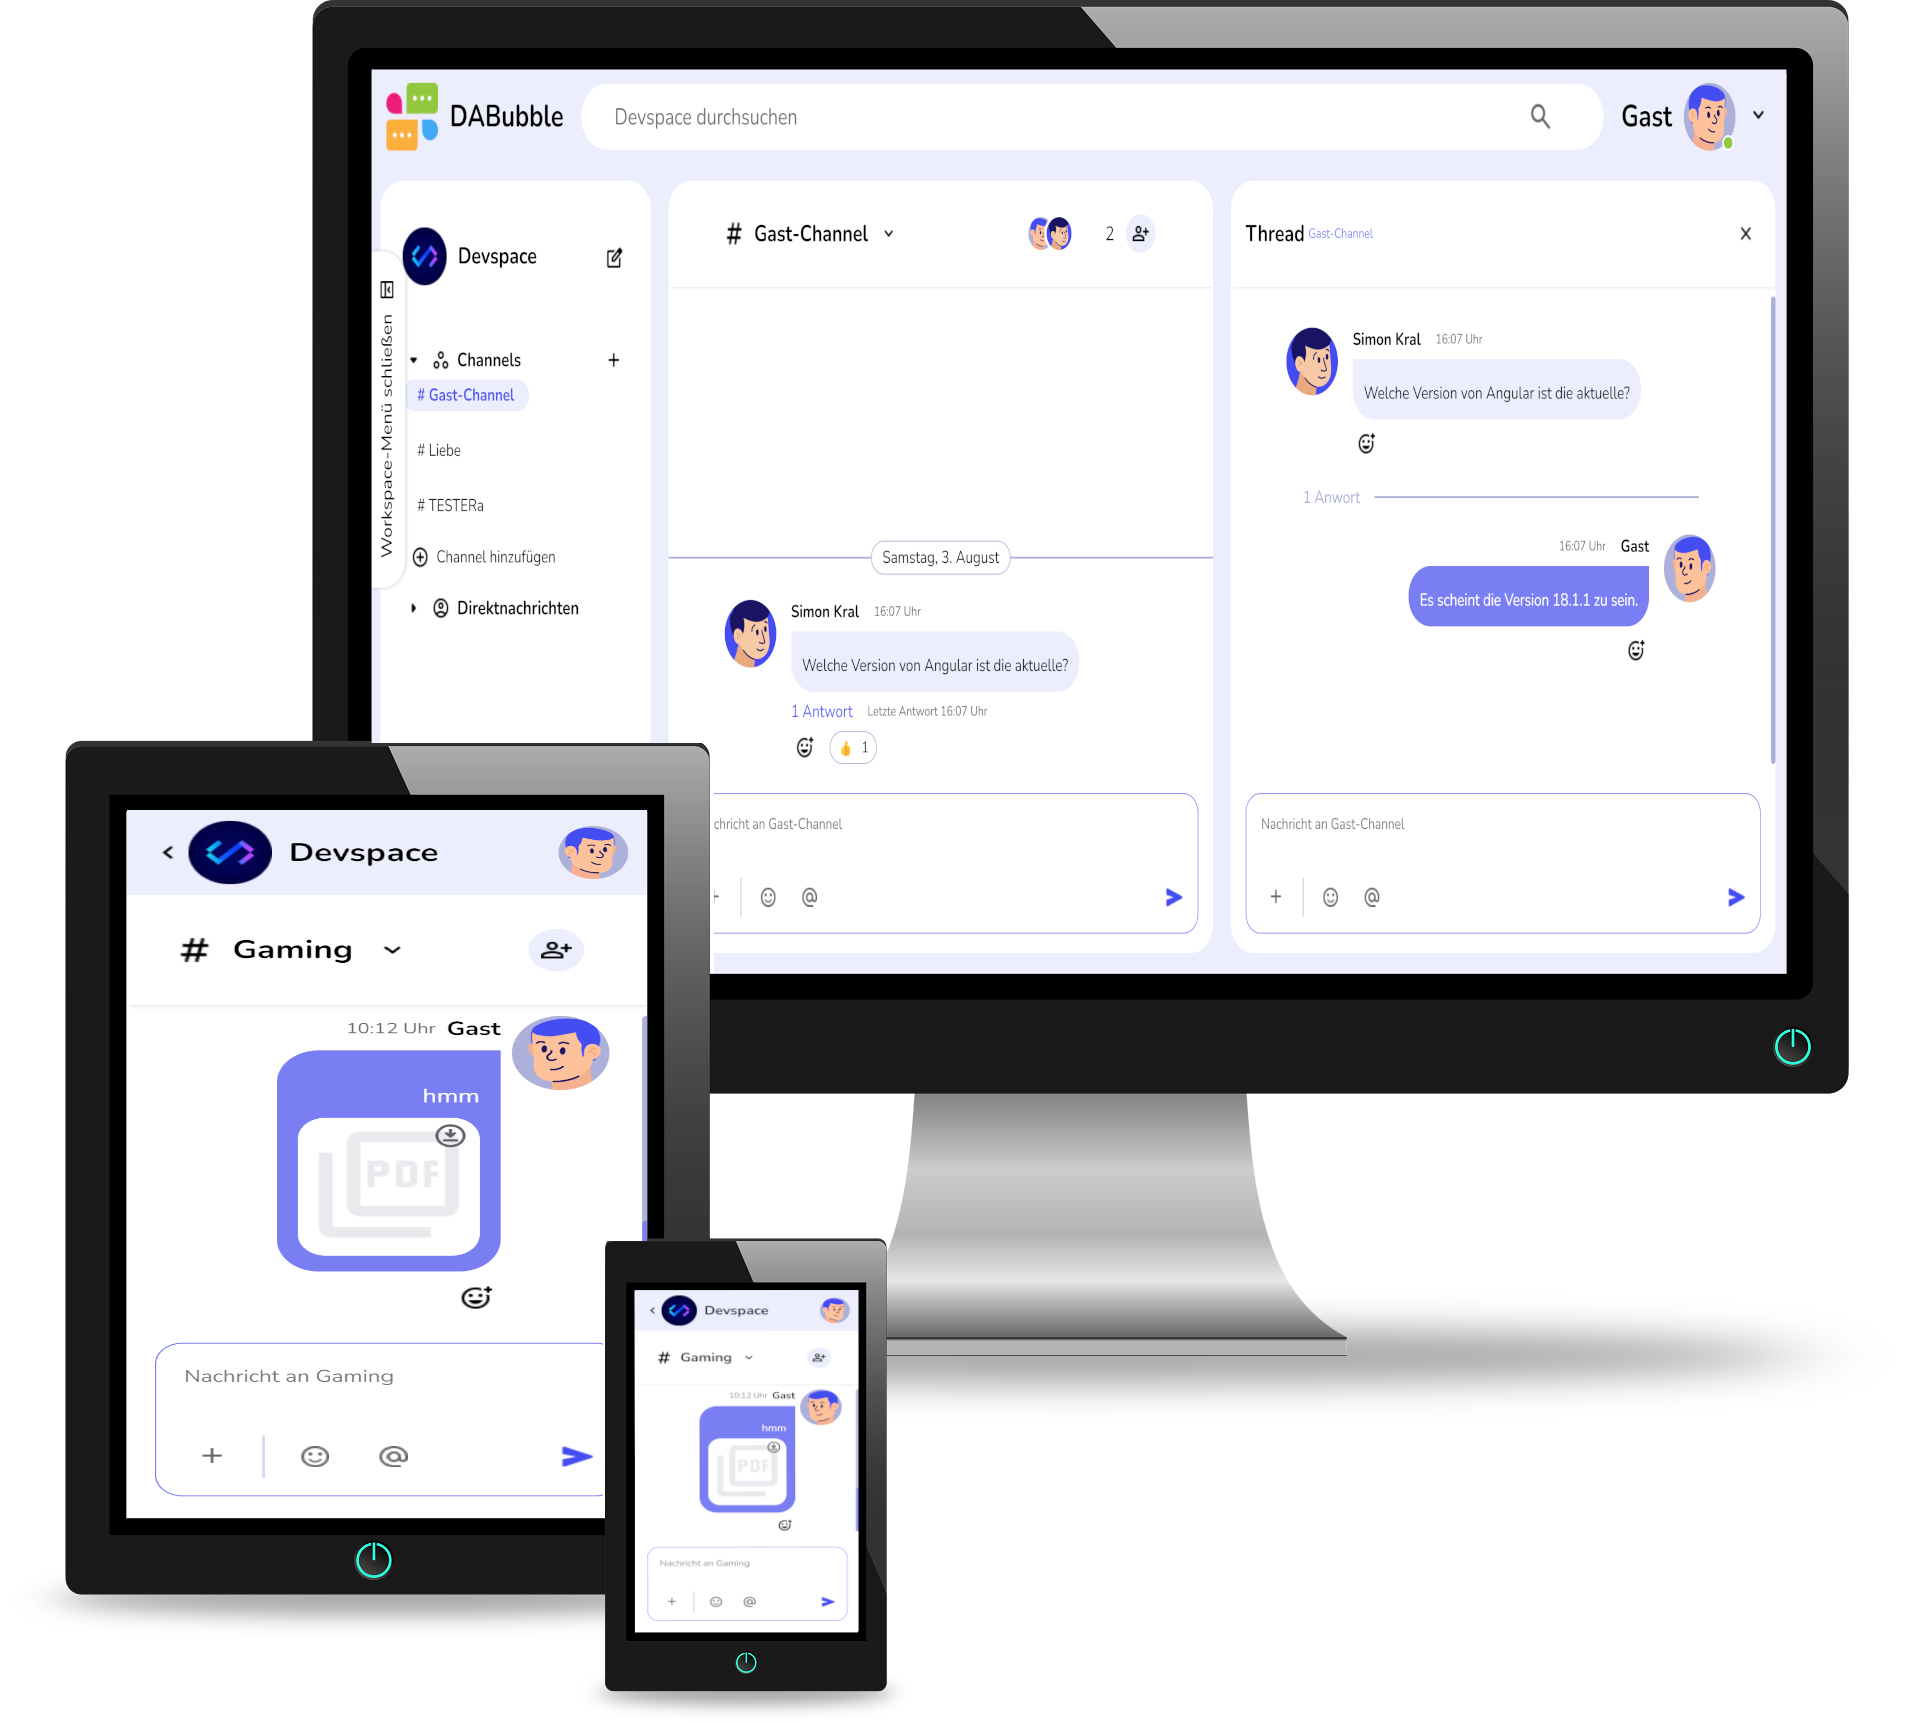 DABubble
Devspace durchsuchen
Gast
Workspace-Menü schließen
Devspace
Channels
# Gast-Channel
# Liebe
# TESTERa
Channel hinzufügen
Direktnachrichten
# Gast-Channel
2
Samstag, 3. August
Simon Kral 16:07 Uhr
Welche Version von Angular ist die aktuelle?
1 Antwort Letzte Antwort 16:07 Uhr
1
chricht an Gast-Channel
@
Thread Gast-Channel
X
Simon Kral 16:07 Uhr
Welche Version von Angular ist die aktuelle?
1 Anwort
16:07 Uhr Gast
Es scheint die Version 18.1.1 zu sein.
Nachricht an Gast-Channel
+ @
Devspace
# Gaming
10:12 Uhr Gast
hmm
PDF
Nachricht an Gaming
+ @
Devspace
# Gaming
10:12 Uhr Gast
hmm
PDF
Nachricht an Gaming
+ @